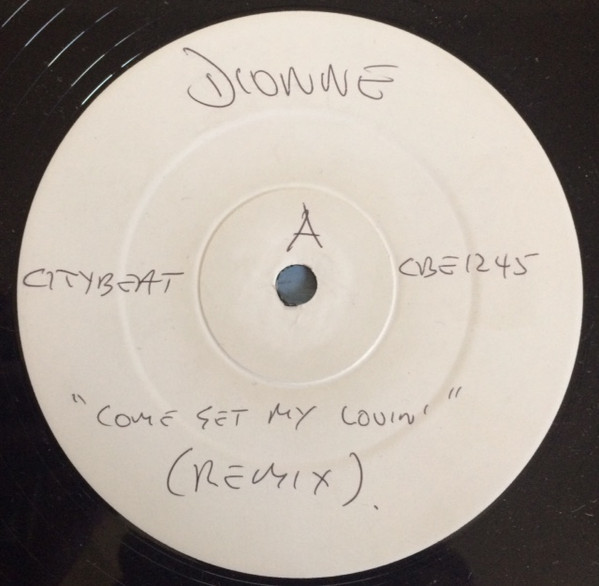 DIONNE
A
CITYBEAT
CBE1245
"COME GET MY LOVIN'"
(REMIX).